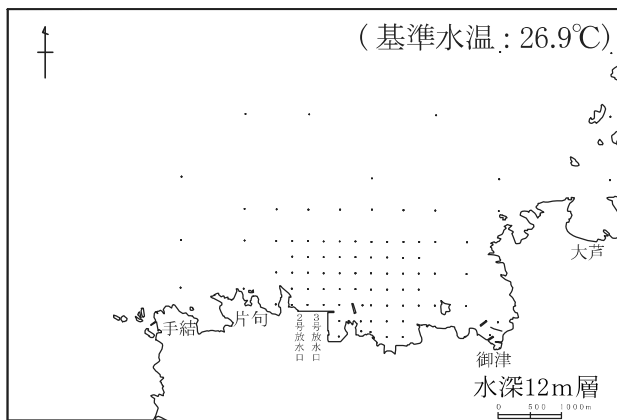 (基準水温：26.9℃)
大芦
手結
片句
2号放水口
3号放水口
御津
水深12m層
0 500 1000m